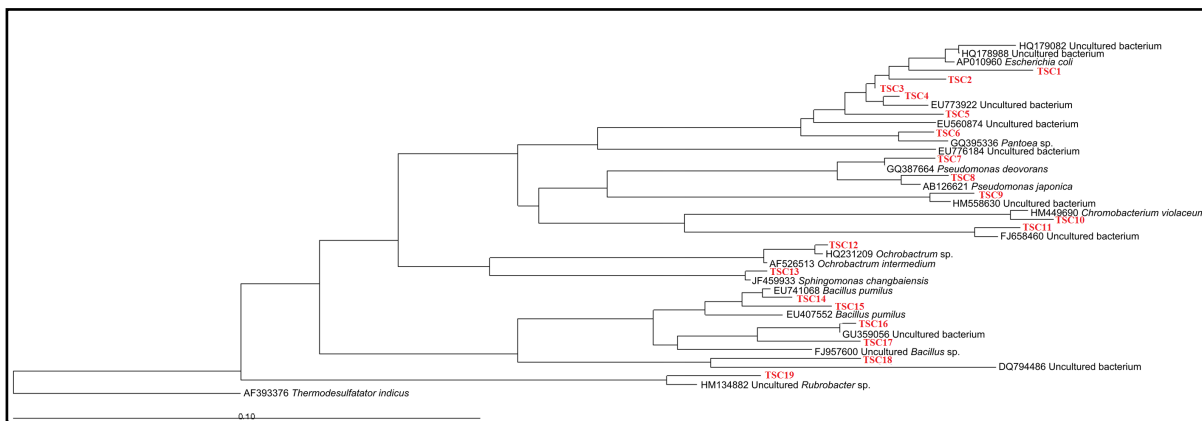 HQ179082 Uncultured bacterium
HQ178988 Uncultured bacterium
AP010960 Escherichia coli
TSC1
TSC2
TSC3
TSC4
EU773922 Uncultured bacterium
TSC5
EU560874 Uncultured bacterium
TSC6
GQ395336 Pantoea sp.
EU776184 Uncultured bacterium
TSC7
GQ387664 Pseudomonas deovorans
TSC8
AB126621 Pseudomonas japonica
TSC9
HM558630 Uncultured bacterium
HM449690 Chromobacterium violaceum
TSC10
TSC11
FJ658460 Uncultured bacterium
TSC12
HQ231209 Ochrobactrum sp.
AF526513 Ochrobactrum intermedium
TSC13
JF459933 Sphingomonas changbaiensis
EU741068 Bacillus pumilus
TSC14
TSC15
EU407552 Bacillus pumilus
TSC16
GU359056 Uncultured bacterium
TSC17
FJ957600 Uncultured Bacillus sp.
TSC18
DQ794486 Uncultured bacterium
TSC19
HM134882 Uncultured Rubrobacter sp.
AF393376 Thermodesulfatator indicus
0.10